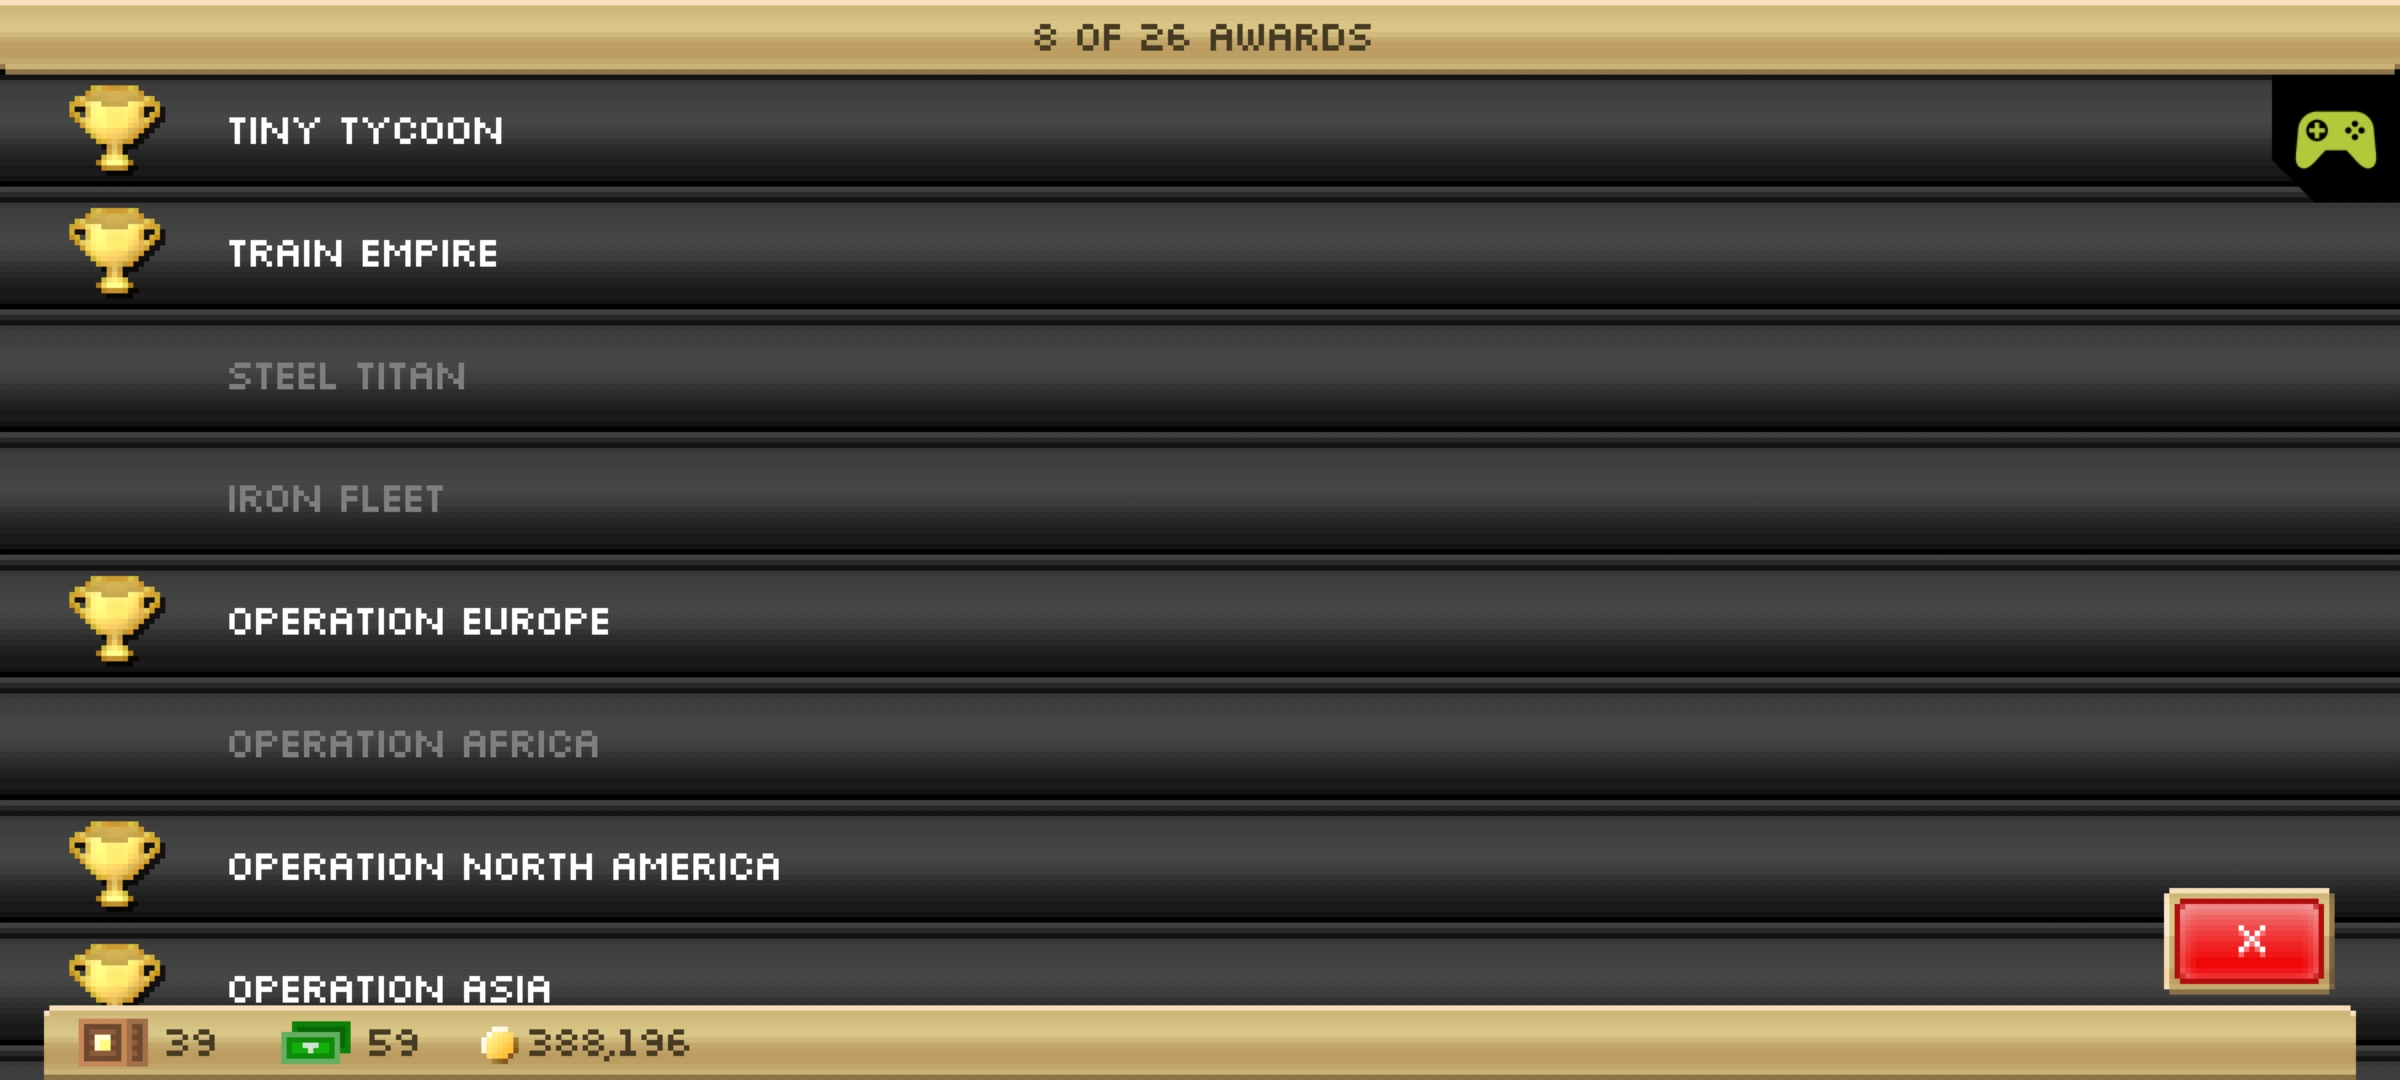 8 OF 26 AWARDS
TINY TYCOON
TRAIN EMPIRE
STEEL TITAN
IRON FLEET
OPERATION EUROPE
OPERATION AFRICA
OPERATION NORTH AMERICA
OPERATION ASIA
X
39 59 388,196